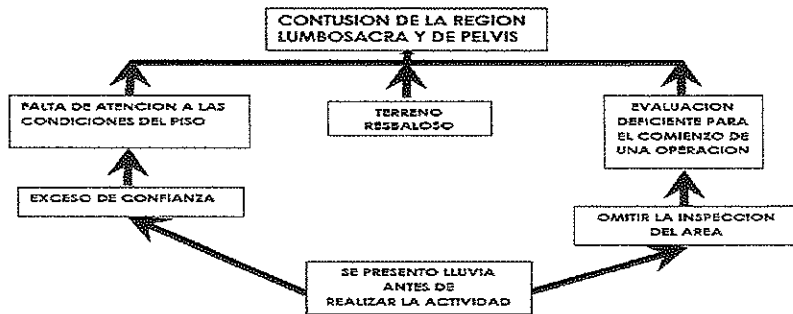 CONTUSION DE LA REGION
LUMBOSACRA Y DE PELVIS
FALTA DE ATENCION A LAS
CONDICIONES DEL PISO
TERRENO
RESBALOSO
EVALUACION
DEFICIENTE PARA
EL COMIENZO DE
UNA OPERACION
EXCESO DE CONFIANZA
OMITIR LA INSPECCION
DEL AREA
SE PRESENTO LLUVIA
ANTES DE
REALIZAR LA ACTIVIDAD